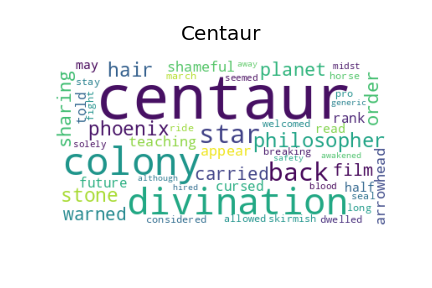 Centaur
may hair shameful away planet midst
stay march seemed horse
sharing told fight centaur pro order
generic
phoenix ride star welcomed rank
solely teaching philosopher read
appear breaking awakened
colony carried back safety film arrowhead
future although hired cursed blood half
stone divination seal
warned long
considered allowed skirmish dwelled